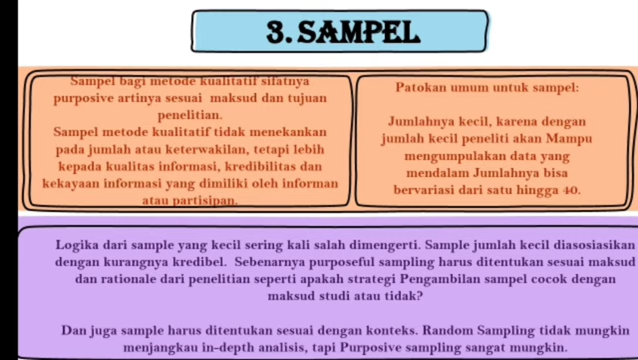 3. SAMPEL
Sampel bagi metode kualitatif sifatnya
purposive artinya sesuai maksud dan tujuan
penelitian.
Sampel metode kualitatif tidak menekankan
pada jumlah atau keterwakilan, tetapi lebih
kepada kualitas informasi, kredibilitas dan
kekayaan informasi yang dimiliki oleh informan
atau partisipan.
Patokan umum untuk sampel:
Jumlahnya kecil, karena dengan
jumlah kecil peneliti akan Mampu
mengumpulakan data yang
mendalam Jumlahnya bisa
bervariasi dari satu hingga 40.
Logika dari sample yang kecil sering kali salah dimengerti. Sample jumlah kecil diasosiasikan
dengan kurangnya kredibel. Sebenarnya purposeful sampling harus ditentukan sesuai maksud
dan rationale dari penelitian seperti apakah strategi Pengambilan sampel cocok dengan
maksud studi atau tidak?
Dan juga sample harus ditentukan sesuai dengan konteks. Random Sampling tidak mungkin
menjangkau in-depth analisis, tapi Purposive sampling sangat mungkin.